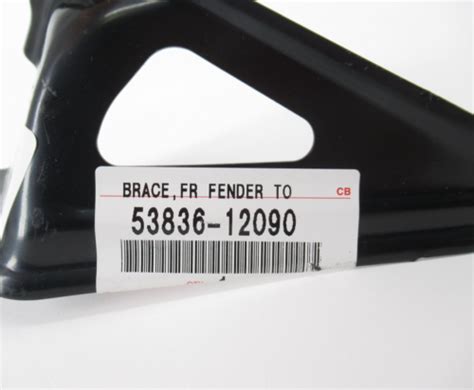 BRACE,FR FENDER TO
CB
53836-12090